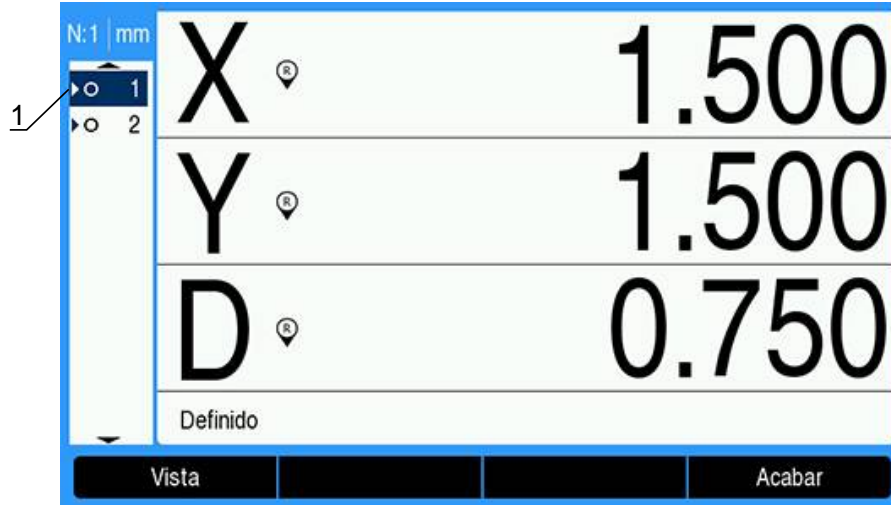 N:1 mm
1
1
2
X R 1.500
Y R 1.500
D R 0.750
Definido
Vista Acabar